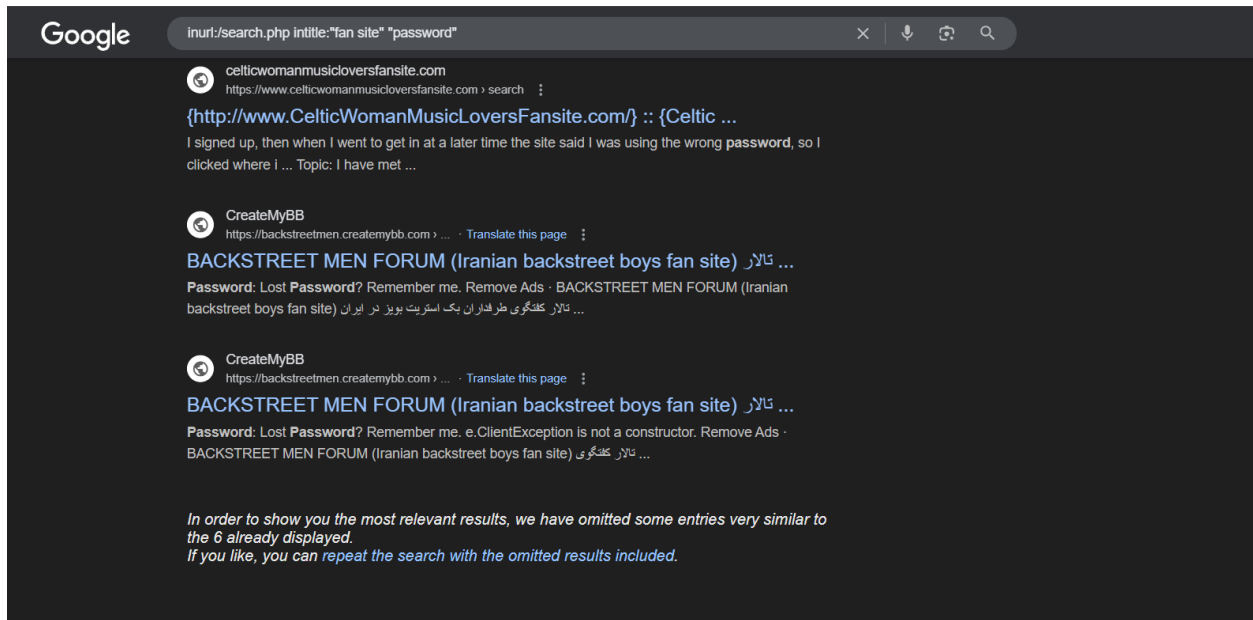 Google
inurl:/search.php intitle:"fan site" "password"
celticwomanmusicloversfansite.com
https://www.celticwomanmusicloversfansite.com › search
{http://www.CelticWomanMusicLoversFansite.com/} :: {Celtic ...
I signed up, then when I went to get in at a later time the site said I was using the wrong password, so I
clicked where i ... Topic: I have met ...
CreateMyBB
https://backstreetmen.createmybb.com › ... · Translate this page
BACKSTREET MEN FORUM (Iranian backstreet boys fan site) تالار ...
Password: Lost Password? Remember me. Remove Ads · BACKSTREET MEN FORUM (Iranian
backstreet boys fan site) تالار گفتگوی طرفداران بک استریت بویز در ایران ...
CreateMyBB
https://backstreetmen.createmybb.com › ... · Translate this page
BACKSTREET MEN FORUM (Iranian backstreet boys fan site) تالار ...
Password: Lost Password? Remember me. e.ClientException is not a constructor. Remove Ads ·
BACKSTREET MEN FORUM (Iranian backstreet boys fan site) تالار گفتگوی ...
In order to show you the most relevant results, we have omitted some entries very similar to
the 6 already displayed.
If you like, you can repeat the search with the omitted results included.